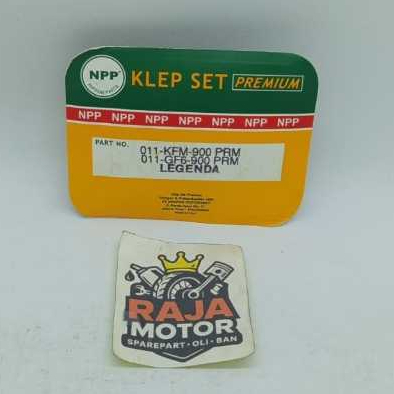 NPP
KLEP SET PREMIUM
NPP NPP NPP NPP NPP NPP NPP
PART NO.
011-KFM-900 PRM
011-GF6-900 PRM
LEGENDA
RAJA
MOTOR
SPAREPART • OLI • BAN